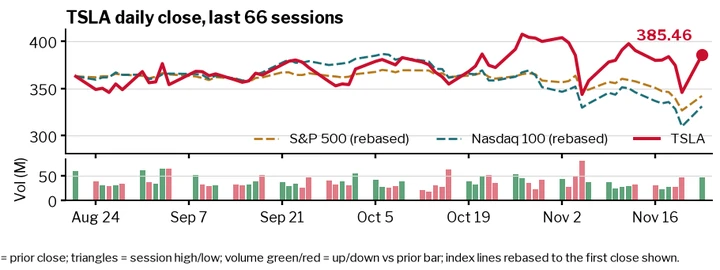 TSLA daily close, last 66 sessions
385.46
400
350
300
S&P 500 (rebased) Nasdaq 100 (rebased) TSLA
Vol (M)
50
0
Aug 24 Sep 7 Sep 21 Oct 5 Oct 19 Nov 2 Nov 16
= prior close; triangles = session high/low; volume green/red = up/down vs prior bar; index lines rebased to the first close shown.